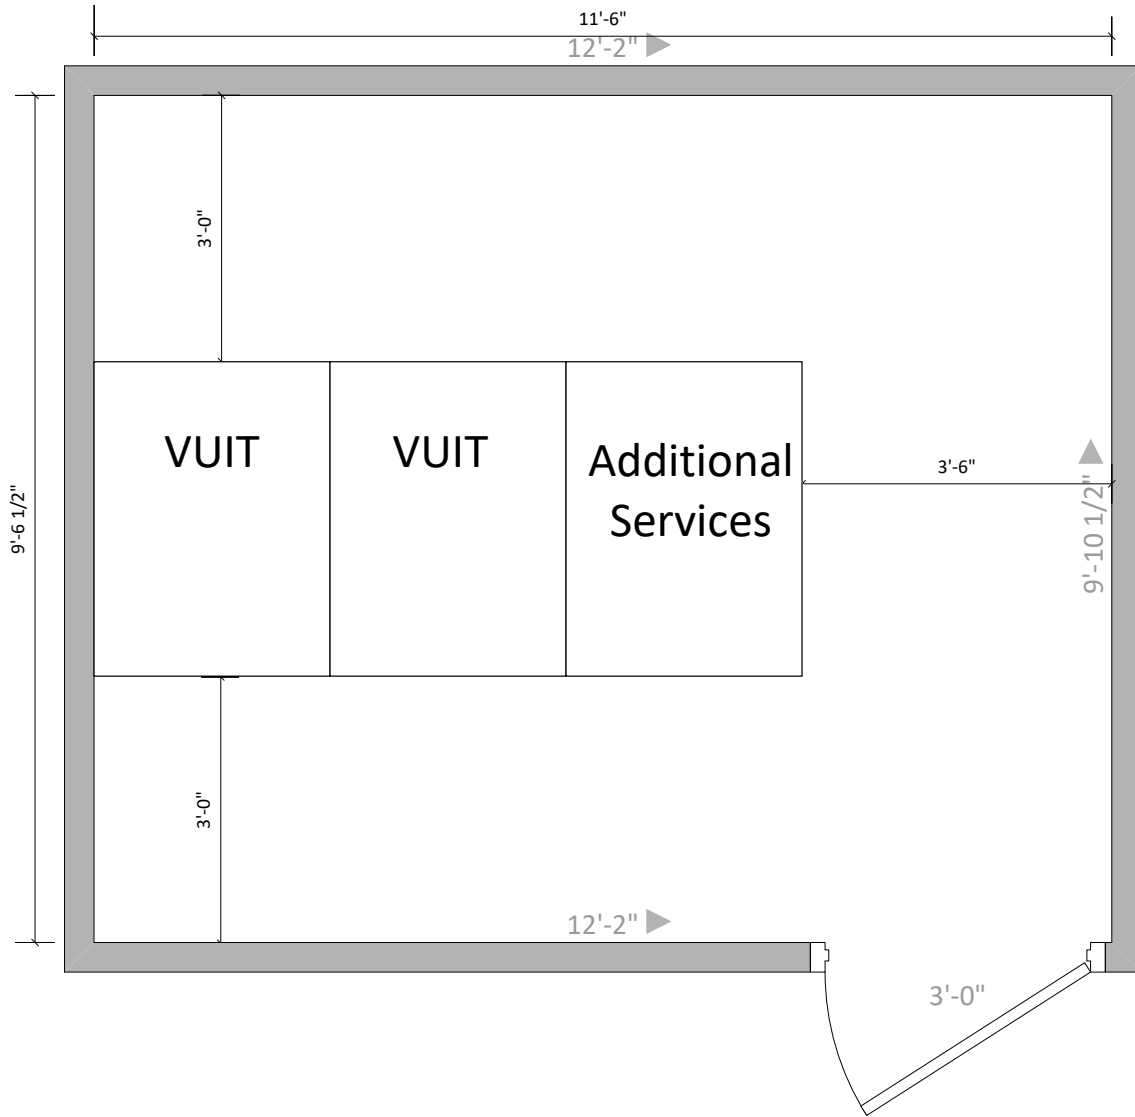 11'-6"
12'-2"
3'-0"
VUIT
VUIT
Additional
Services
3'-6"
9'-6 1/2"
9'-10 1/2"
3'-0"
12'-2"
3'-0"